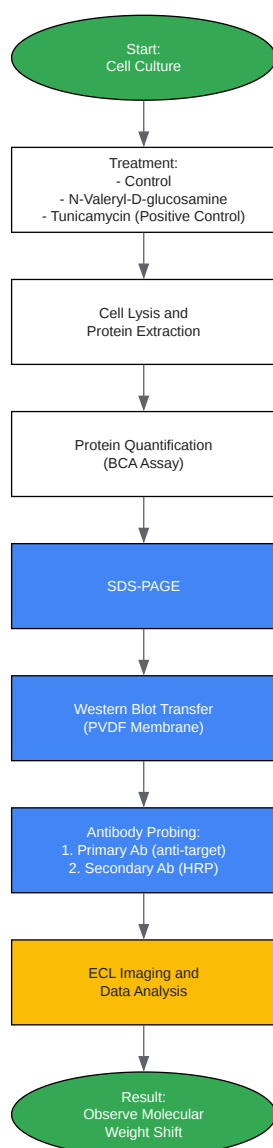 Start:
Cell Culture
Treatment:
- Control
- N-Valeryl-D-glucosamine
- Tunicamycin (Positive Control)
Cell Lysis and
Protein Extraction
Protein Quantification
(BCA Assay)
SDS-PAGE
Western Blot Transfer
(PVDF Membrane)
Antibody Probing:
1. Primary Ab (anti-target)
2. Secondary Ab (HRP)
ECL Imaging and
Data Analysis
Result:
Observe Molecular
Weight Shift